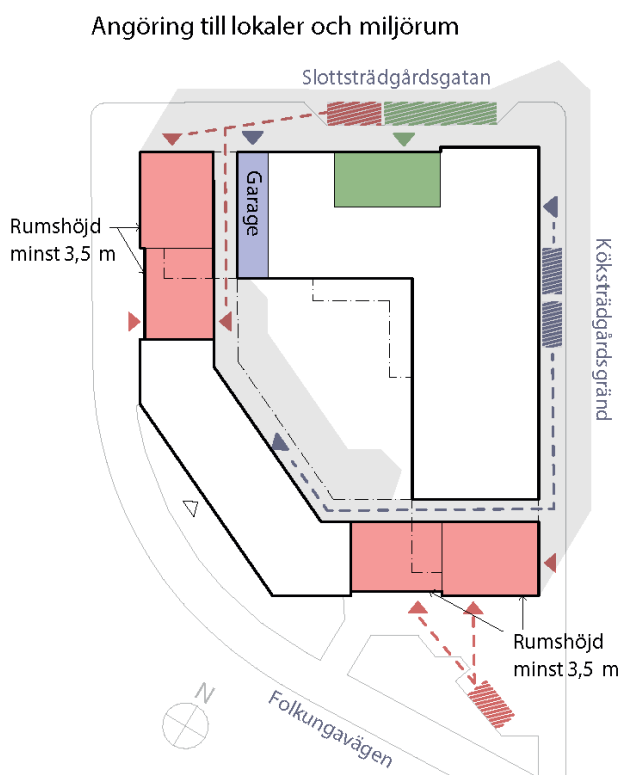 Angöring till lokaler och miljörum
Slottsträdgårdsgatan
Garage
Rumshöjd
minst 3,5 m
Köksträdgårdsgränd
Rumshöjd
minst 3,5 m
N
Folkungavägen